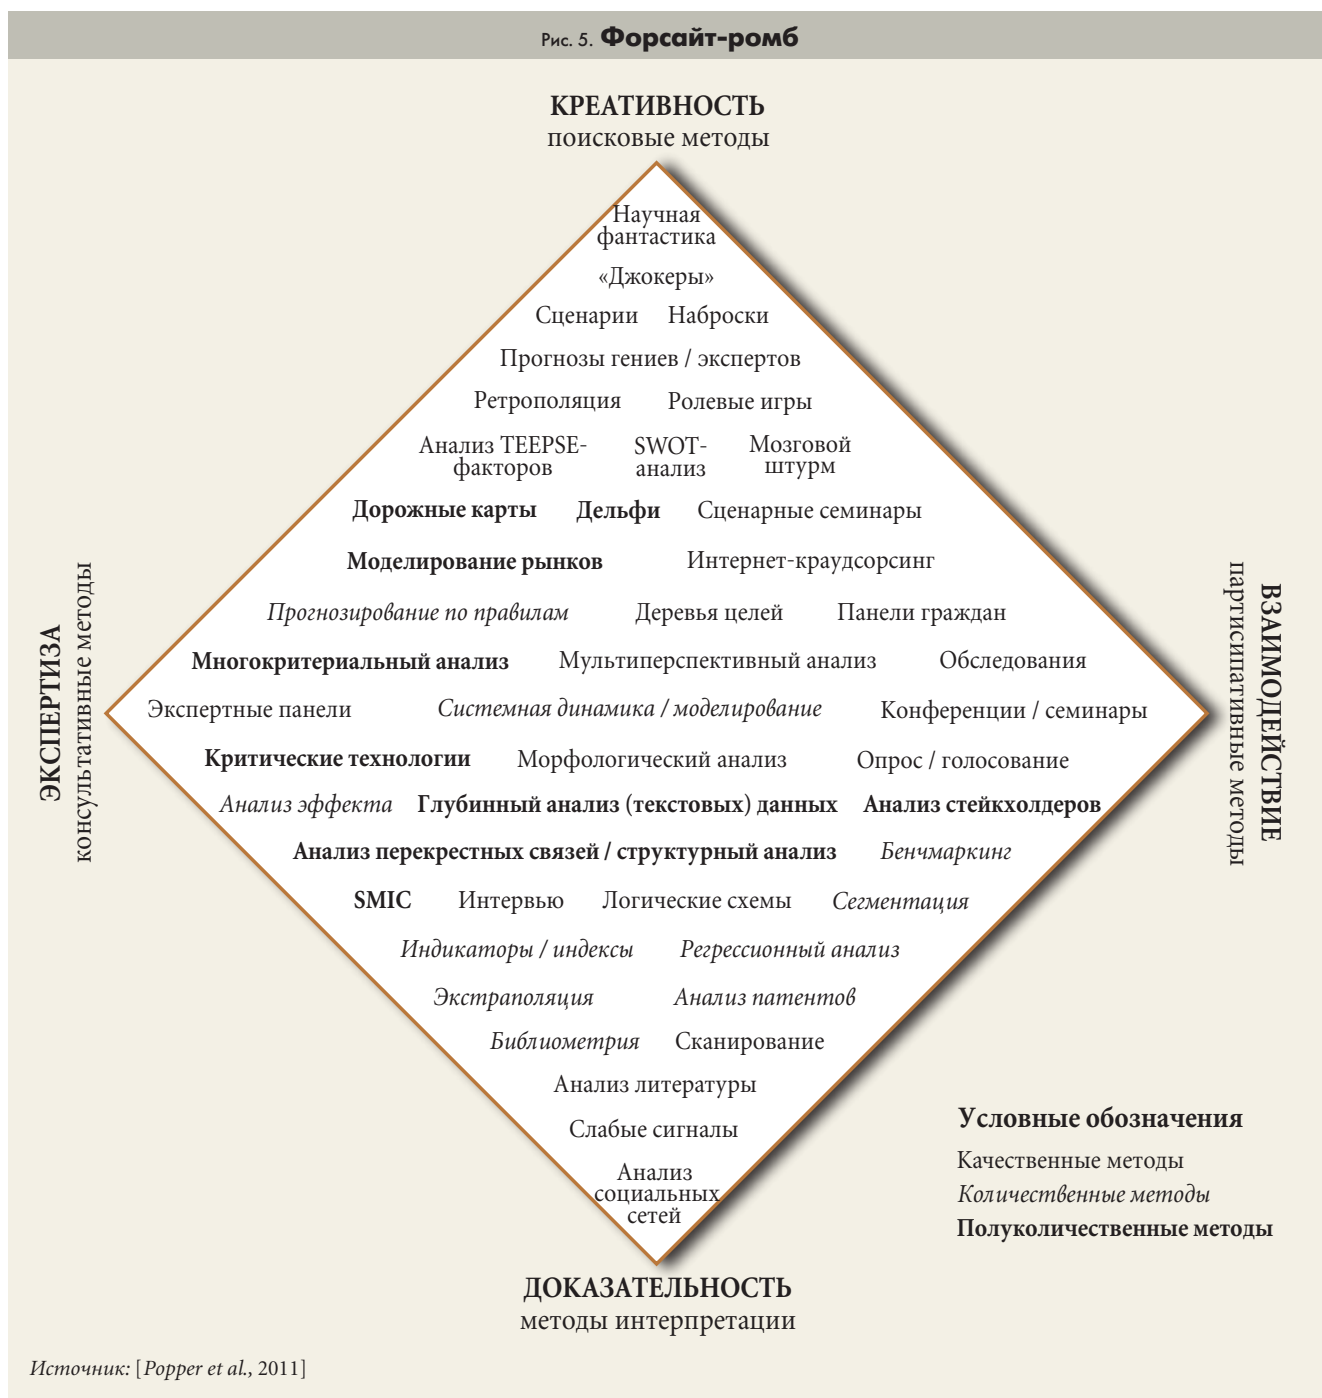 Рис. 5. Форсайт-ромб
КРЕАТИВНОСТЬ
поисковые методы
Научная
фантастика
«Джокеры»
Сценарии Наброски
Прогнозы гениев / экспертов
Ретрополяция Ролевые игры
Анализ TEEPSE-
факторов
SWOT-
анализ
Мозговой
штурм
Дорожные карты Дельфи Сценарные семинары
Моделирование рынков Интернет-краудсорсинг
Прогнозирование по правилам Деревья целей Панели граждан
Многокритериальный анализ Мультиперспективный анализ Обследования
Экспертные панели Системная динамика / моделирование Конференции / семинары
Критические технологии Морфологический анализ Опрос / голосование
Анализ эффекта Глубинный анализ (текстовых) данных Анализ стейкхолдеров
Анализ перекрестных связей / структурный анализ Бенчмаркинг
SMIC Интервью Логические схемы Сегментация
Индикаторы / индексы Регрессионный анализ
Экстраполяция Анализ патентов
Библиометрия Сканирование
Анализ литературы
Слабые сигналы
Анализ
социальных
сетей
ЭКСПЕРТИЗА
консультативные методы
ВЗАИМОДЕЙСТВИЕ
партисипативные методы
ДОКАЗАТЕЛЬНОСТЬ
методы интерпретации
Условные обозначения
Качественные методы
Количественные методы
Полуколичественные методы
Источник: [Popper et al., 2011]